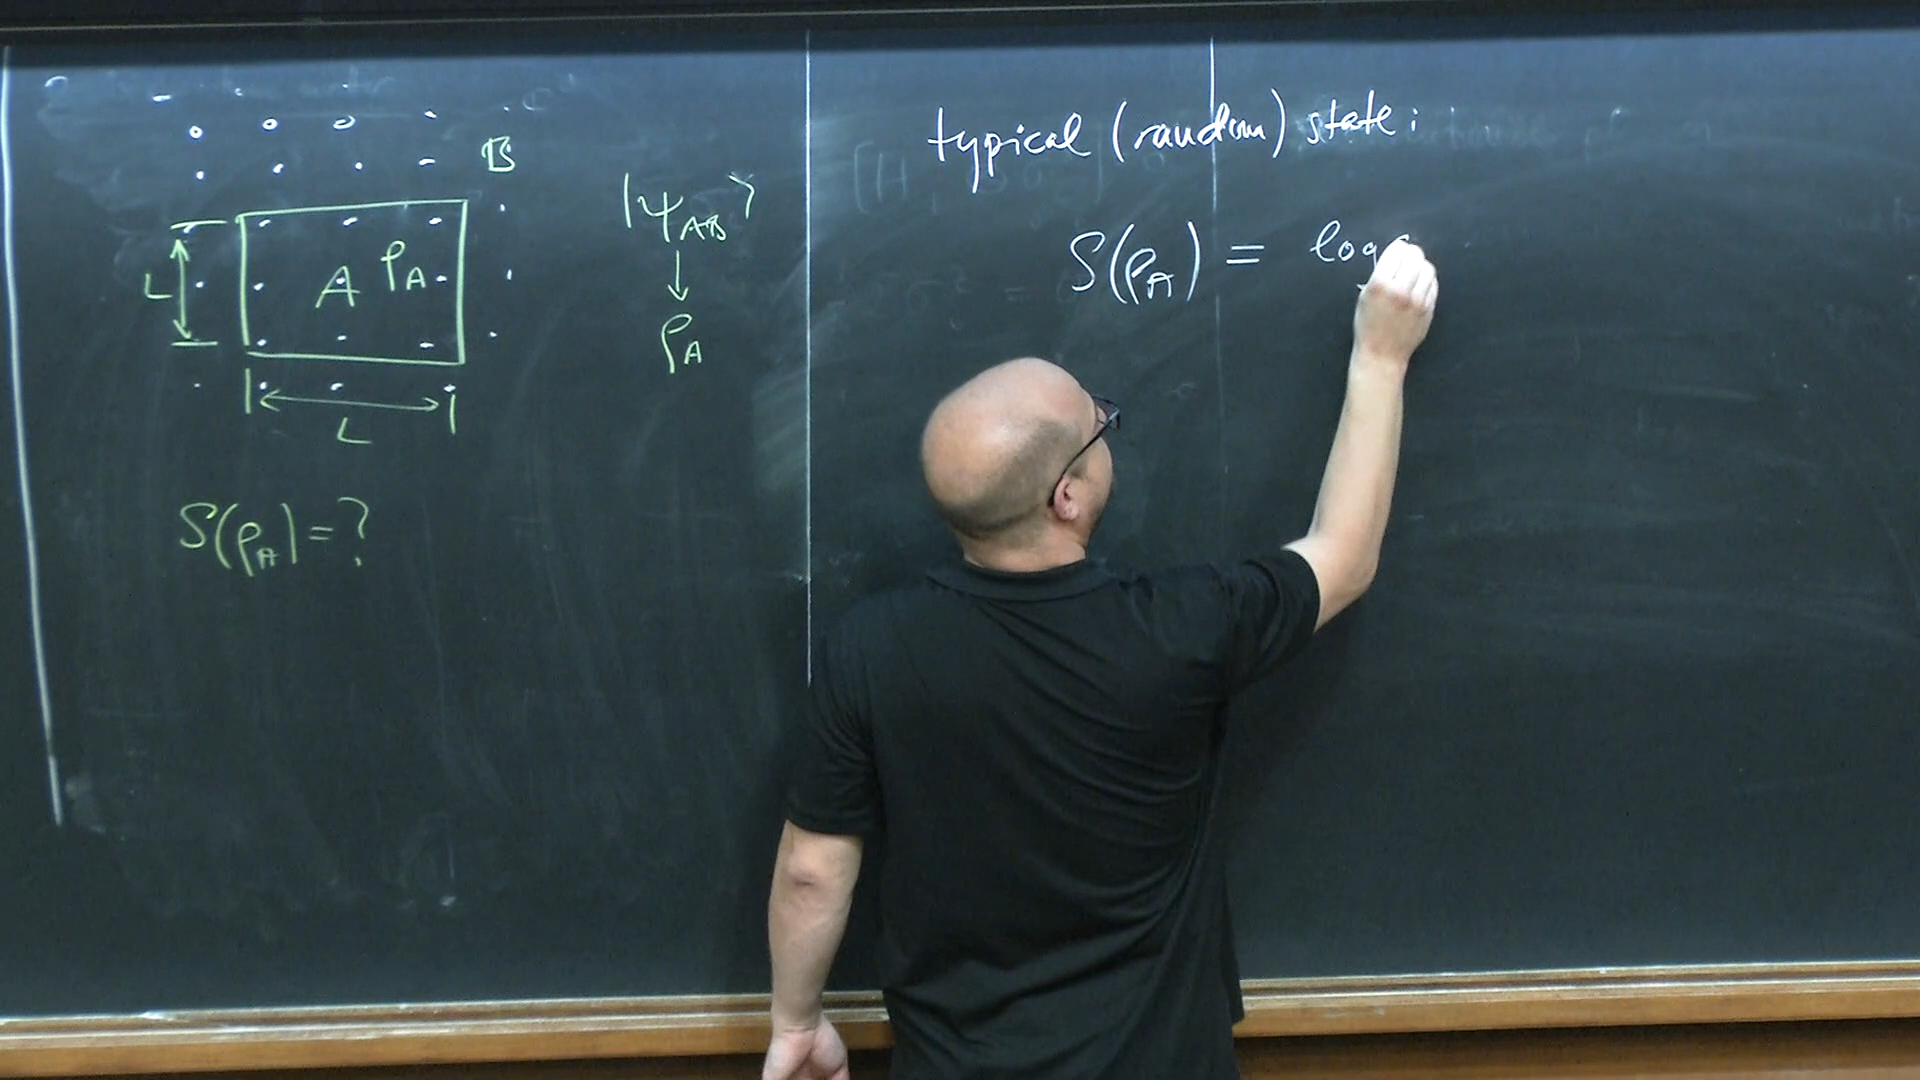 B
L
A ρ_A
L
S(ρ_A) = ?
|ψ_AB⟩
↓
ρ_A
typical (random) state:
S(ρ_A) = log